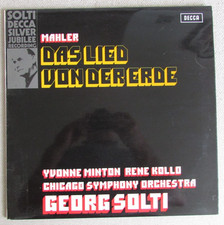 SOLTI
DECCA
SILVER
JUBILEE
RECORDING
DECCA
MAHLER
DAS LIED
VON DER ERDE
YVONNE MINTON RENE KOLLO
CHICAGO SYMPHONY ORCHESTRA
GEORG SOLTI